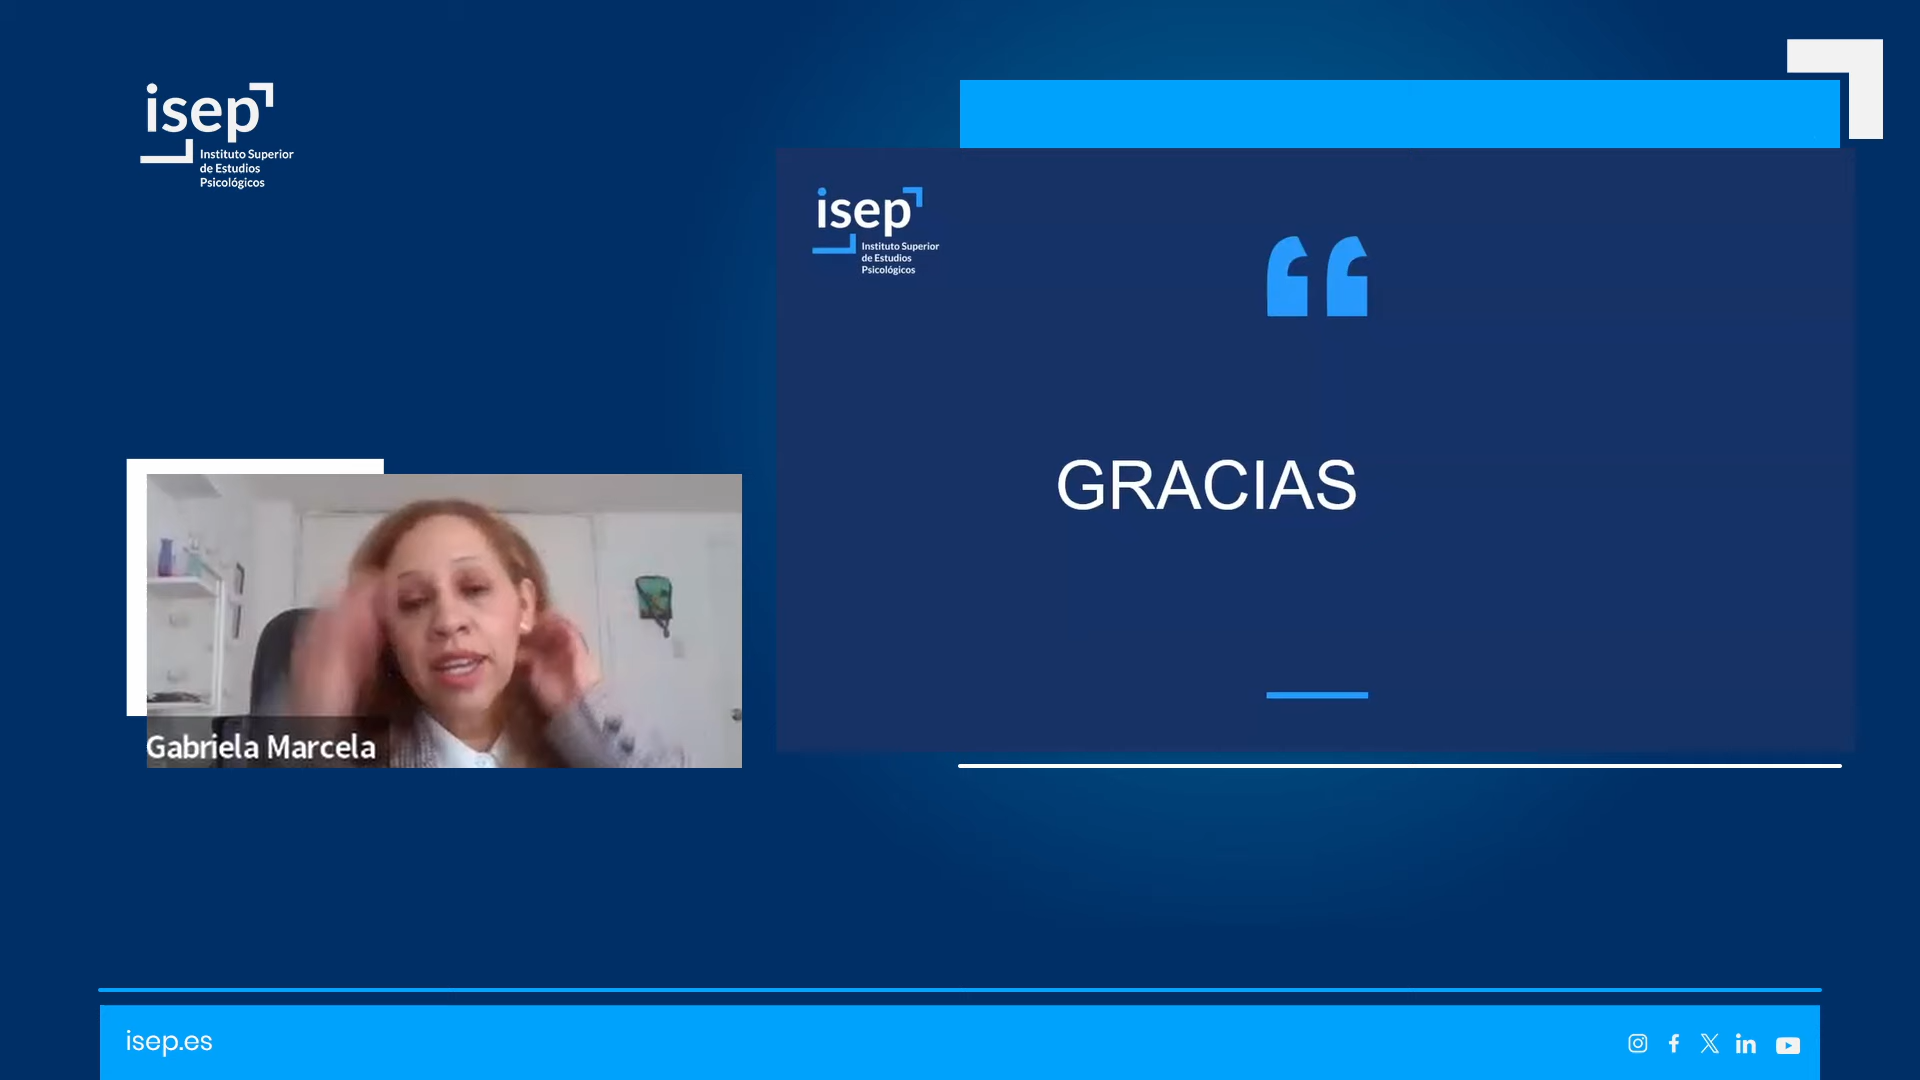 isep
Instituto Superior
de Estudios
Psicológicos
isep
Instituto Superior
de Estudios
Psicológicos
“
GRACIAS
Gabriela Marcela
isep.es